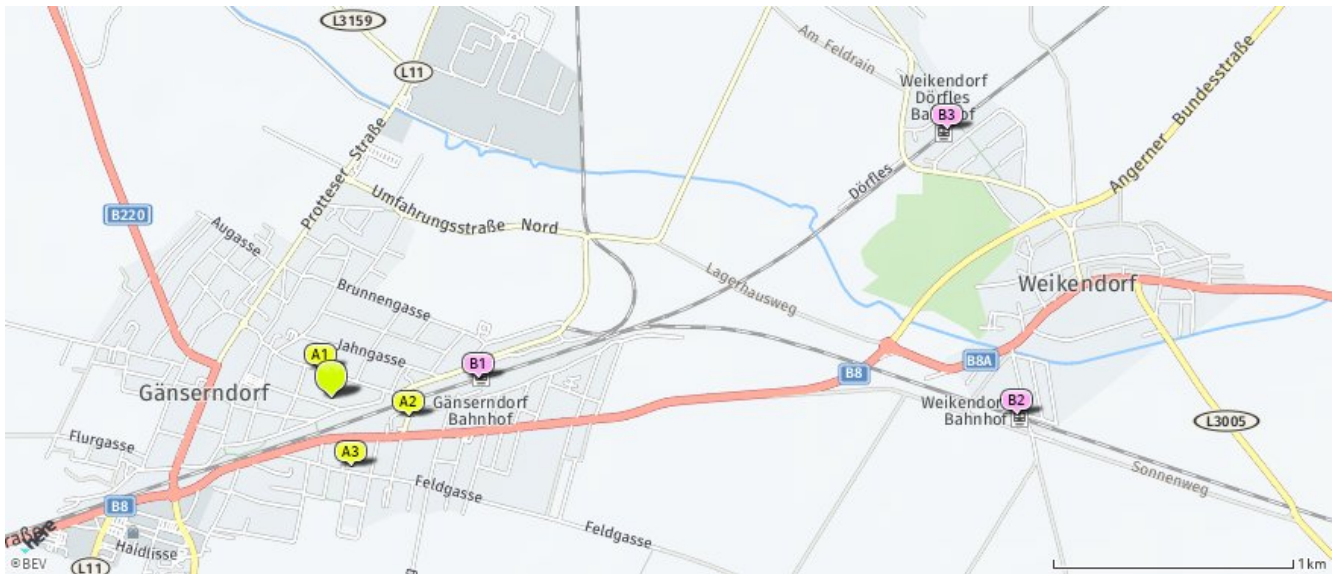 L3159
L11
Am Feldrain
Weikendorf
Dörfles
B3
Protteser Straße
Dörfles
Angerner Bundesstraße
B220
Umfahrungsstraße Nord
Augasse
Lagerhausweg
Weikendorf
Brunnengasse
A1
Jahngasse
B1
B8A
B8
Gänserndorf
A2
Gänserndorf
Bahnhof
B2
Bahnhof
L3005
Flurgasse
A3
Feldgasse
Sonnenweg
B8
Feldgasse
Haidlisse
©BEV
L11
1km